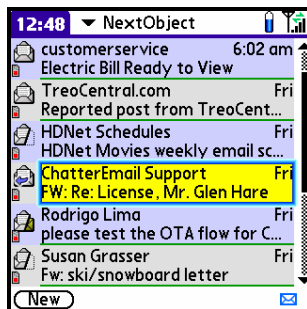 12:48 NextObject
customerservice 6:02 am
Electric Bill Ready to View
TreoCentral.com Fri
Reported post from TreoCent...
HDNet Schedules Fri
HDNet Movies weekly email sc...
ChatterEmail Support Fri
FW: Re: License, Mr. Glen Hare
Rodrigo Lima Fri
please test the OTA flow for C...
Susan Grasser Fri
Fw: ski/snowboard letter
New